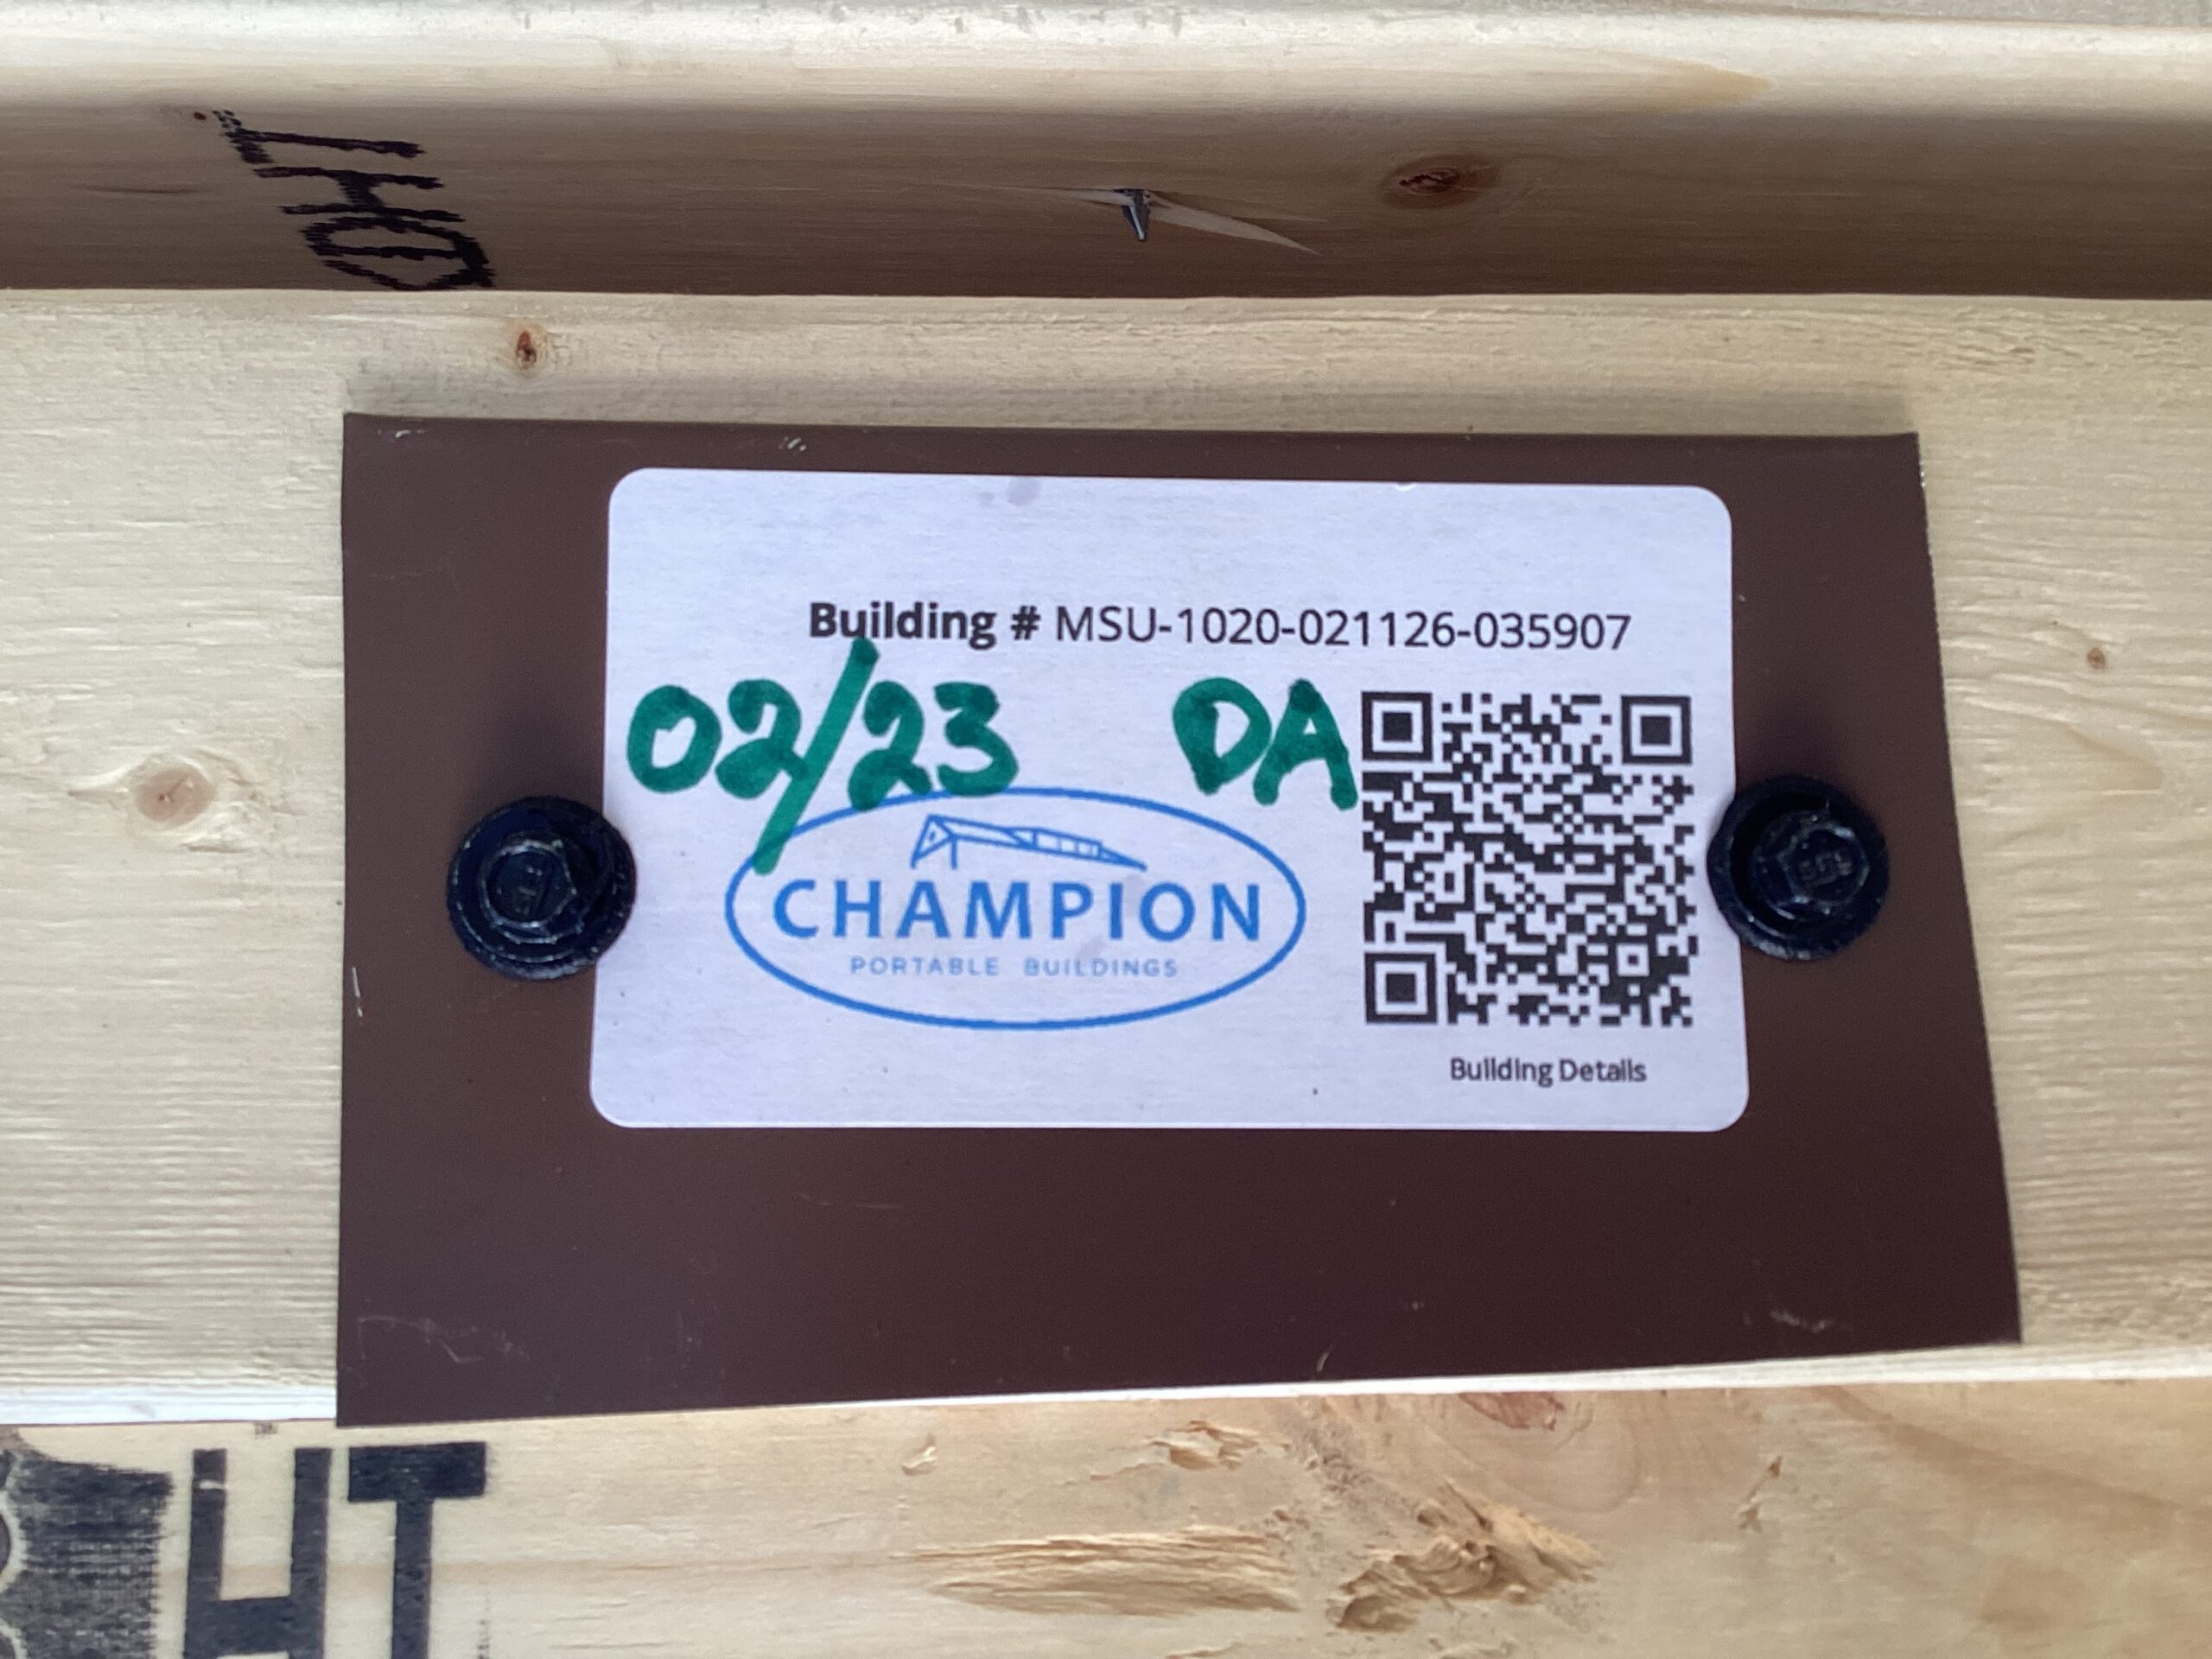 Building # MSU-1020-021126-035907
02/23 DA
CHAMPION
PORTABLE BUILDINGS
Building Details
HT